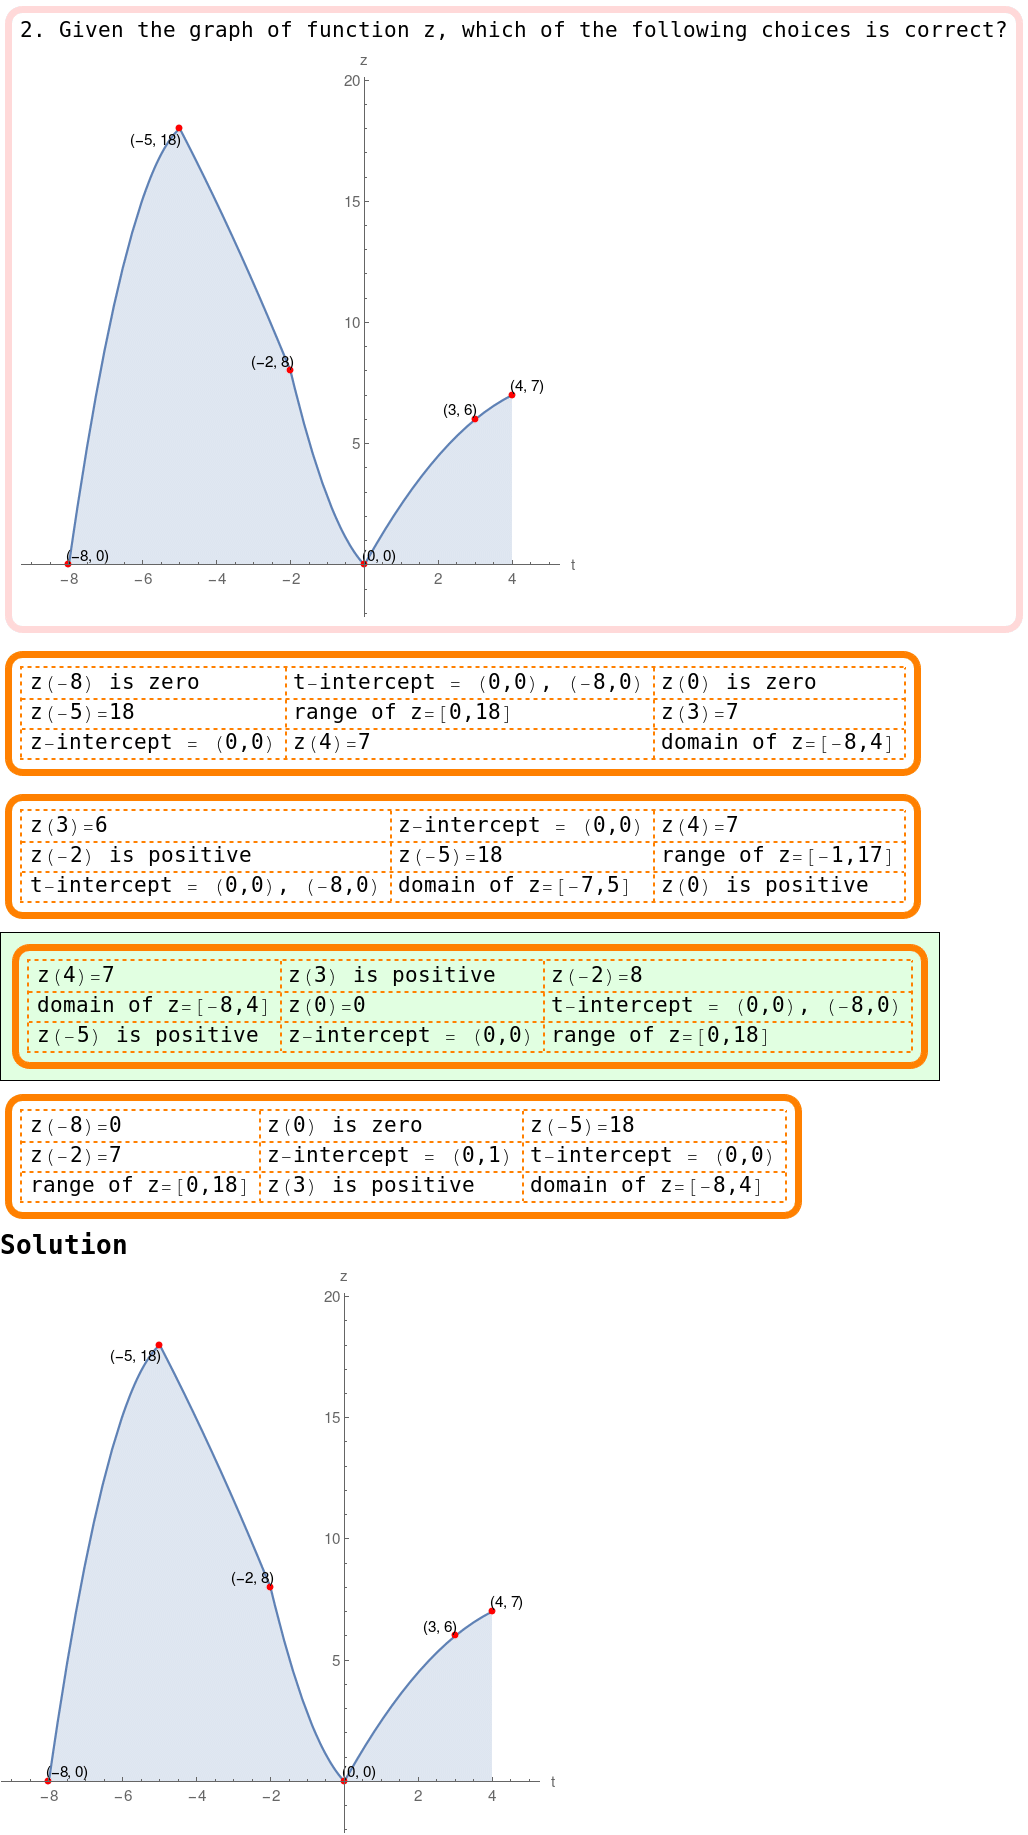 2. Given the graph of function z, which of the following choices is correct?
z
20
(−5, 18)
15
10
(−2, 8)
(4, 7)
(3, 6)
5
(−8, 0) (0, 0)
t
−8 −6 −4 −2 2 4
z(-8) is zero t-intercept = (0,0), (-8,0) z(0) is zero
z(-5)=18 range of z=[0,18] z(3)=7
z-intercept = (0,0) z(4)=7 domain of z=[-8,4]
z(3)=6 z-intercept = (0,0) z(4)=7
z(-2) is positive z(-5)=18 range of z=[-1,17]
t-intercept = (0,0), (-8,0) domain of z=[-7,5] z(0) is positive
z(4)=7 z(3) is positive z(-2)=8
domain of z=[-8,4] z(0)=0 t-intercept = (0,0), (-8,0)
z(-5) is positive z-intercept = (0,0) range of z=[0,18]
z(-8)=0 z(0) is zero z(-5)=18
z(-2)=7 z-intercept = (0,1) t-intercept = (0,0)
range of z=[0,18] z(3) is positive domain of z=[-8,4]
Solution
z
20
(−5, 18)
15
10
(−2, 8)
(4, 7)
(3, 6)
5
(−8, 0) (0, 0)
t
−8 −6 −4 −2 2 4